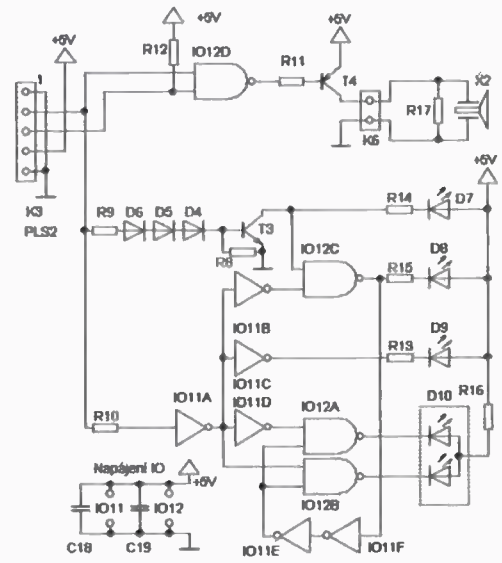 +5V
+5V
+5V
R12
IO12D
R11
T4
X2
1
R17
K6
+5V
K3
PLS2
R9
D6
D5
D4
T3
R8
R14
D7
IO12C
D8
R15
IO11B
D9
R13
IO11C
IO11A
IO11D
IO12A
D10
R16
R10
Napájení IO
+5V
IO11
IO12
IO12B
C18
C19
IO11E
IO11F